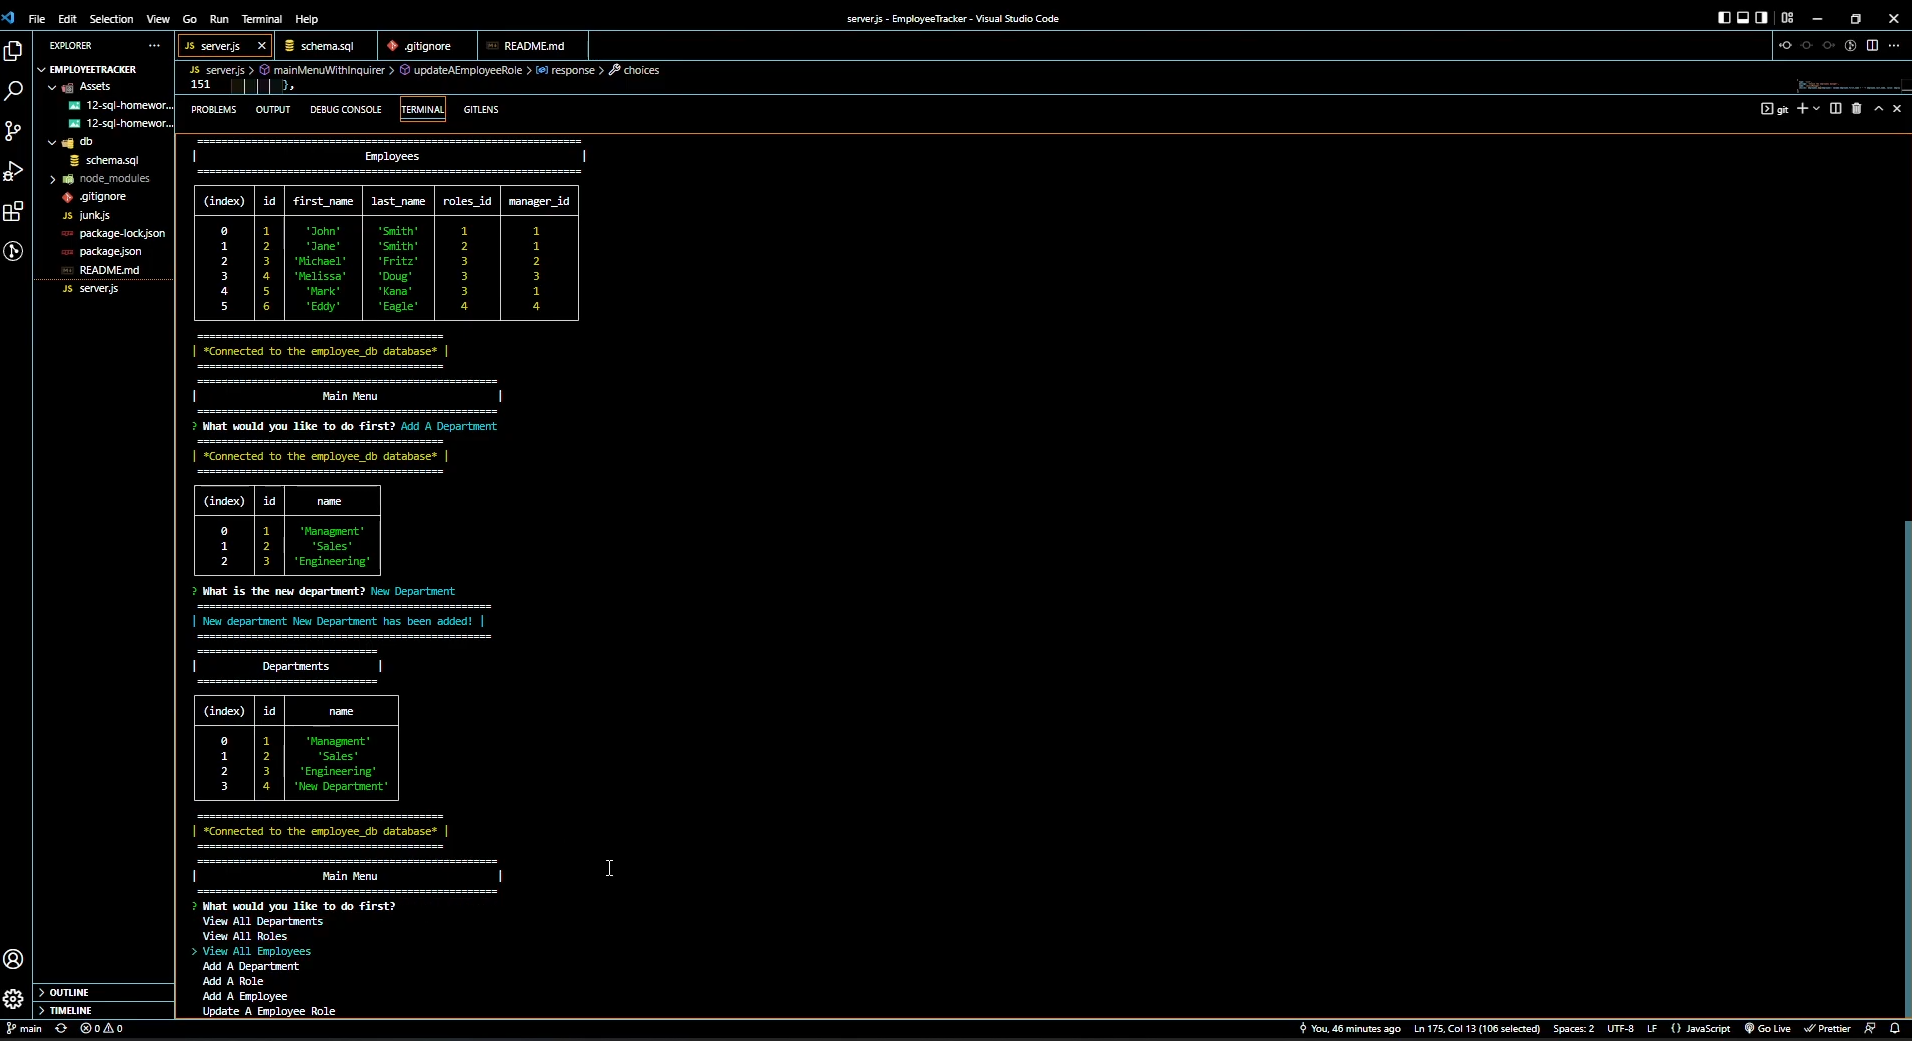 File Edit Selection View Go Run Terminal Help
server.js - EmployeeTracker - Visual Studio Code
EXPLORER ...
JS server.js
schema.sql
.gitignore
README.md
EMPLOYEETRACKER
Assets
12-sql-homewor...
12-sql-homewor...
db
schema.sql
node_modules
.gitignore
JS junk.js
package-lock.json
package.json
README.md
JS server.js
JS server.js > mainMenuWithInquirer > updateAEmployeeRole > response > choices
151 },
PROBLEMS OUTPUT DEBUG CONSOLE TERMINAL GITLENS
git
=================================================================
| Employees |
=================================================================
(index) id first_name last_name roles_id manager_id
0 1 'John' 'Smith' 1 1
1 2 'Jane' 'Smith' 2 1
2 3 'Michael' 'Fritz' 3 2
3 4 'Melissa' 'Doug' 3 3
4 5 'Mark' 'Kana' 3 1
5 6 'Eddy' 'Eagle' 4 4
=========================================
| *Connected to the employee_db database* |
=========================================
==================================================
| Main Menu |
==================================================
? What would you like to do first? Add A Department
=========================================
| *Connected to the employee_db database* |
=========================================
(index) id name
0 1 'Managment'
1 2 'Sales'
2 3 'Engineering'
? What is the new department? New Department
=================================================
| New department New Department has been added! |
=================================================
==============================
| Departments |
==============================
(index) id name
0 1 'Managment'
1 2 'Sales'
2 3 'Engineering'
3 4 'New Department'
=========================================
| *Connected to the employee_db database* |
=========================================
==================================================
| Main Menu |
==================================================
? What would you like to do first?
View All Departments
View All Roles
> View All Employees
Add A Department
Add A Role
Add A Employee
Update A Employee Role
OUTLINE
TIMELINE
main 0 0
You, 46 minutes ago Ln 175, Col 13 (106 selected) Spaces: 2 UTF-8 LF {} JavaScript Go Live Prettier